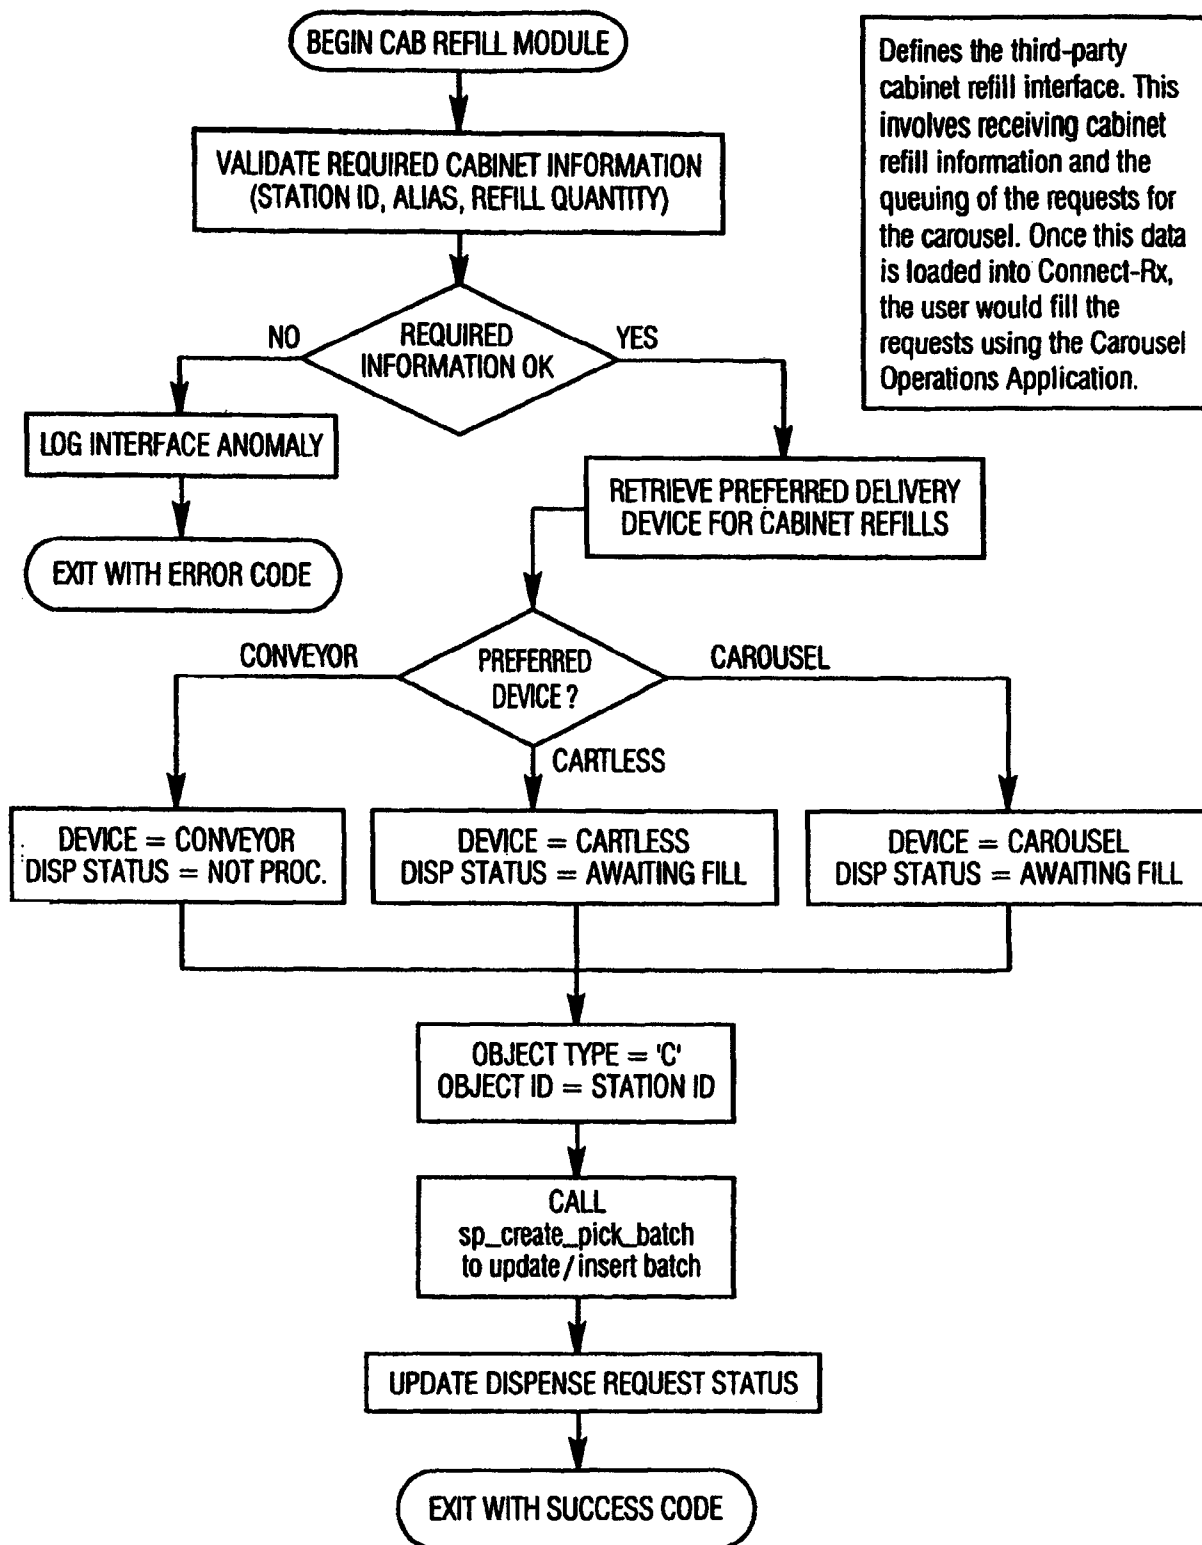 BEGIN CAB REFILL MODULE
Defines the third-party
cabinet refill interface. This
involves receiving cabinet
refill information and the
queuing of the requests for
the carousel. Once this data
is loaded into Connect-Rx,
the user would fill the
requests using the Carousel
Operations Application.
VALIDATE REQUIRED CABINET INFORMATION
(STATION ID, ALIAS, REFILL QUANTITY)
REQUIRED
INFORMATION OK
NO
YES
LOG INTERFACE ANOMALY
EXIT WITH ERROR CODE
RETRIEVE PREFERRED DELIVERY
DEVICE FOR CABINET REFILLS
PREFERRED
DEVICE ?
CONVEYOR
CARTLESS
CAROUSEL
DEVICE = CONVEYOR
DISP STATUS = NOT PROC.
DEVICE = CARTLESS
DISP STATUS = AWAITING FILL
DEVICE = CAROUSEL
DISP STATUS = AWAITING FILL
OBJECT TYPE = 'C'
OBJECT ID = STATION ID
CALL
sp_create_pick_batch
to update / insert batch
UPDATE DISPENSE REQUEST STATUS
EXIT WITH SUCCESS CODE